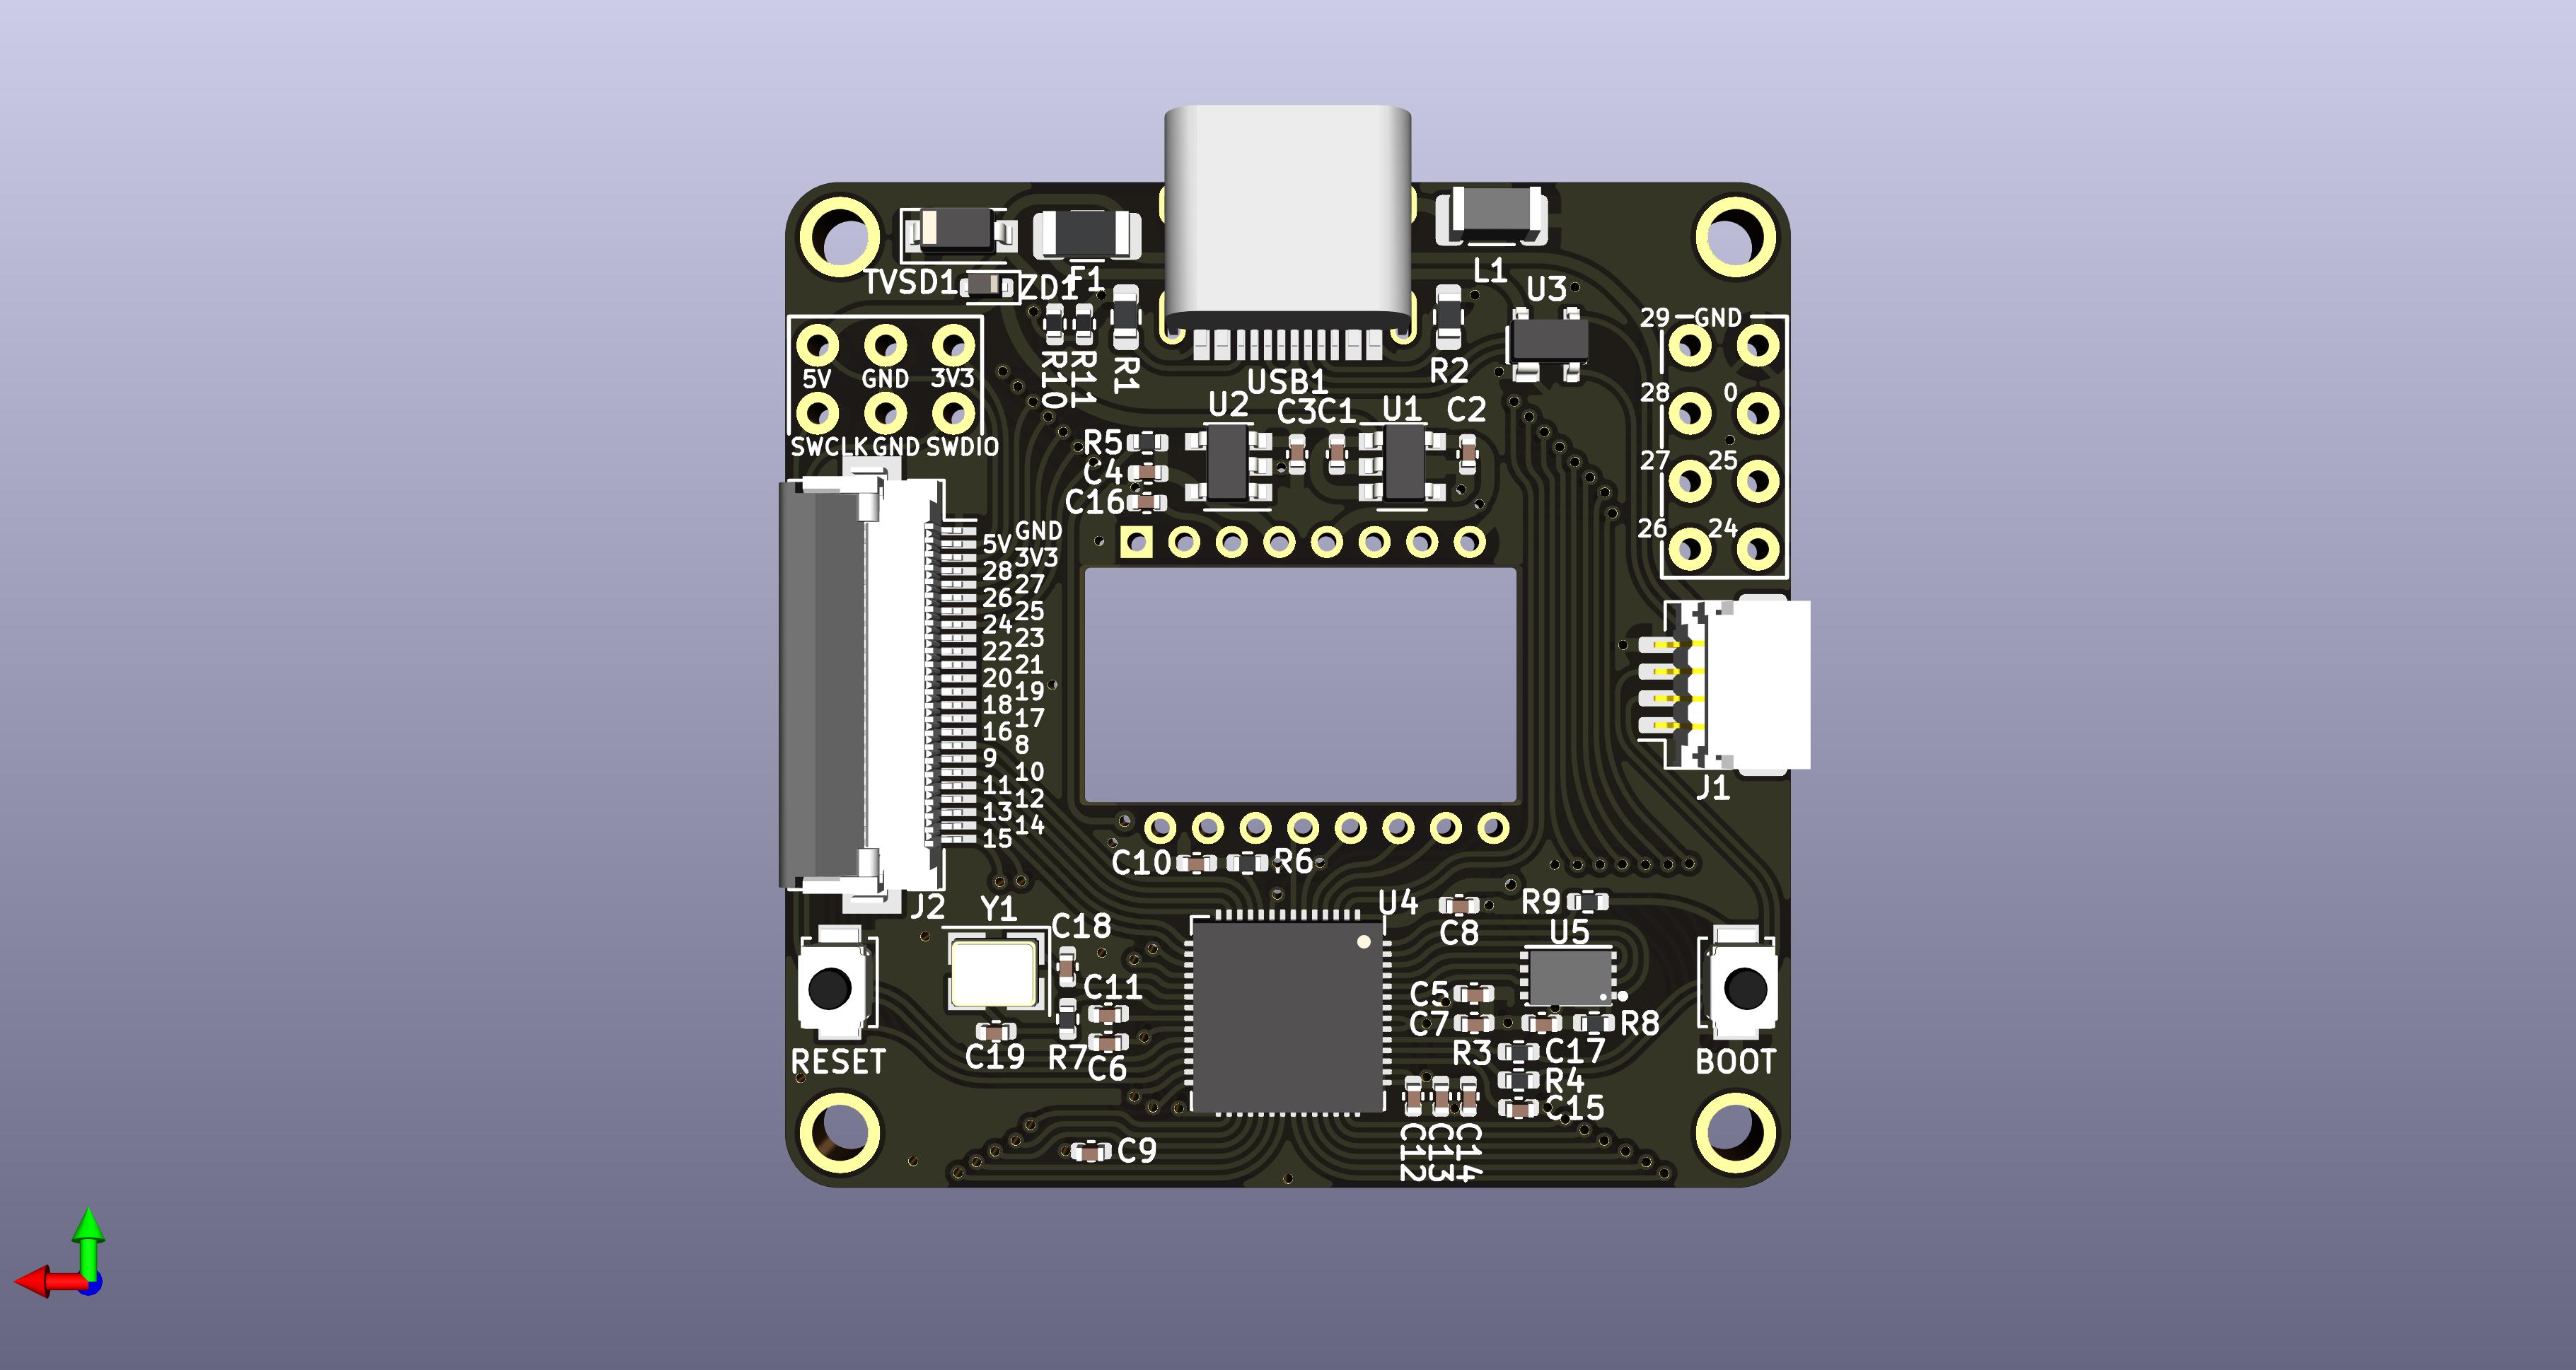 TVSD1
ZD1
F1
L1
U3
R10
R11
R1
USB1
R2
5V GND 3V3
SWCLK GND SWDIO
29 GND
28 0
27 25
26 24
U2
C3
C1
U1
C2
R5
C4
C16
GND
5V
3V3
28
27
26
25
24
23
22
21
20
19
18
17
16
8
9
10
11
12
13
14
15
J1
C10
R6
J2
Y1
C18
U4
C8
R9
U5
C11
C5
C7
R8
C19
R7
C6
R3
C17
R4
C15
RESET
BOOT
C9
C12
C13
C14